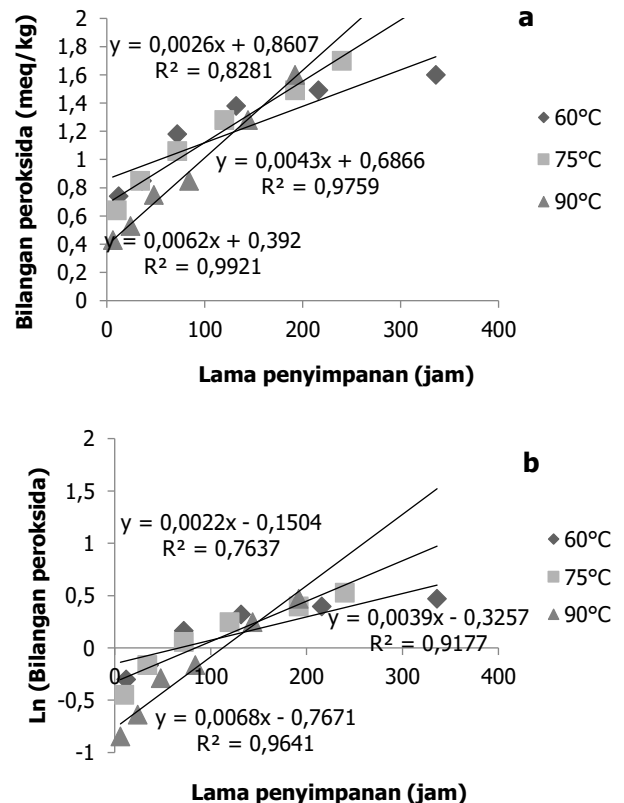 a
2
1,8
1,6
1,4
1,2
1
0,8
0,6
0,4
0,2
0
Bilangan peroksida (meq/kg)
y = 0,0026x + 0,8607
R² = 0,8281
y = 0,0043x + 0,6866
R² = 0,9759
y = 0,0062x + 0,392
R² = 0,9921
60°C
75°C
90°C
0 100 200 300 400
Lama penyimpanan (jam)
b
2
1,5
1
0,5
0
-0,5
-1
Ln (Bilangan peroksida)
y = 0,0022x - 0,1504
R² = 0,7637
y = 0,0039x - 0,3257
R² = 0,9177
y = 0,0068x - 0,7671
R² = 0,9641
60°C
75°C
90°C
0 100 200 300 400
Lama penyimpanan (jam)